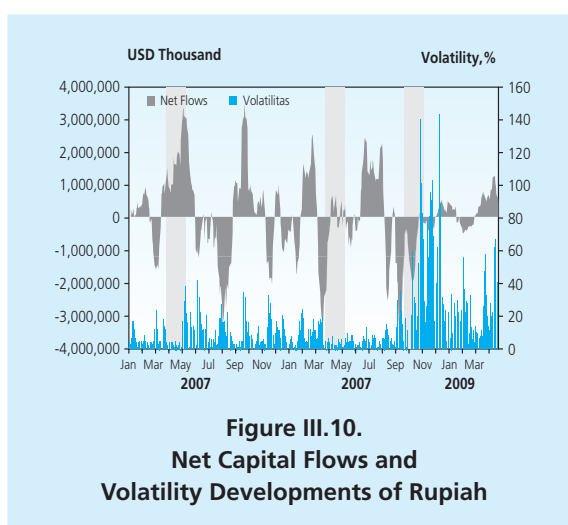 USD Thousand Volatility,%
Net Flows Volatilitas
4,000,000 160
3,000,000 140
2,000,000 120
1,000,000 100
0 80
-1,000,000 60
-2,000,000 40
-3,000,000 20
-4,000,000 0
Jan Mar May Jul Sep Nov Jan Mar May Jul Sep Nov Jan Mar
2007 2007 2009
Figure III.10.
Net Capital Flows and
Volatility Developments of Rupiah